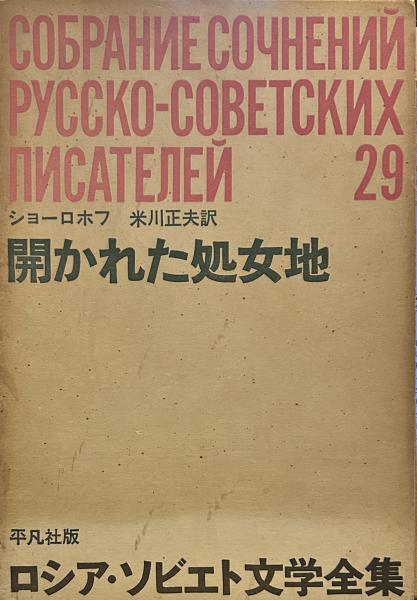 СОБРАНИЕ СОЧНЕНИЙ
РУССКО-СОВЕТСКИХ
ПИСАТЕЛЕЙ 29
ショーロホフ 米川正夫訳
開かれた処女地
平凡社版
ロシア・ソビエト文学全集